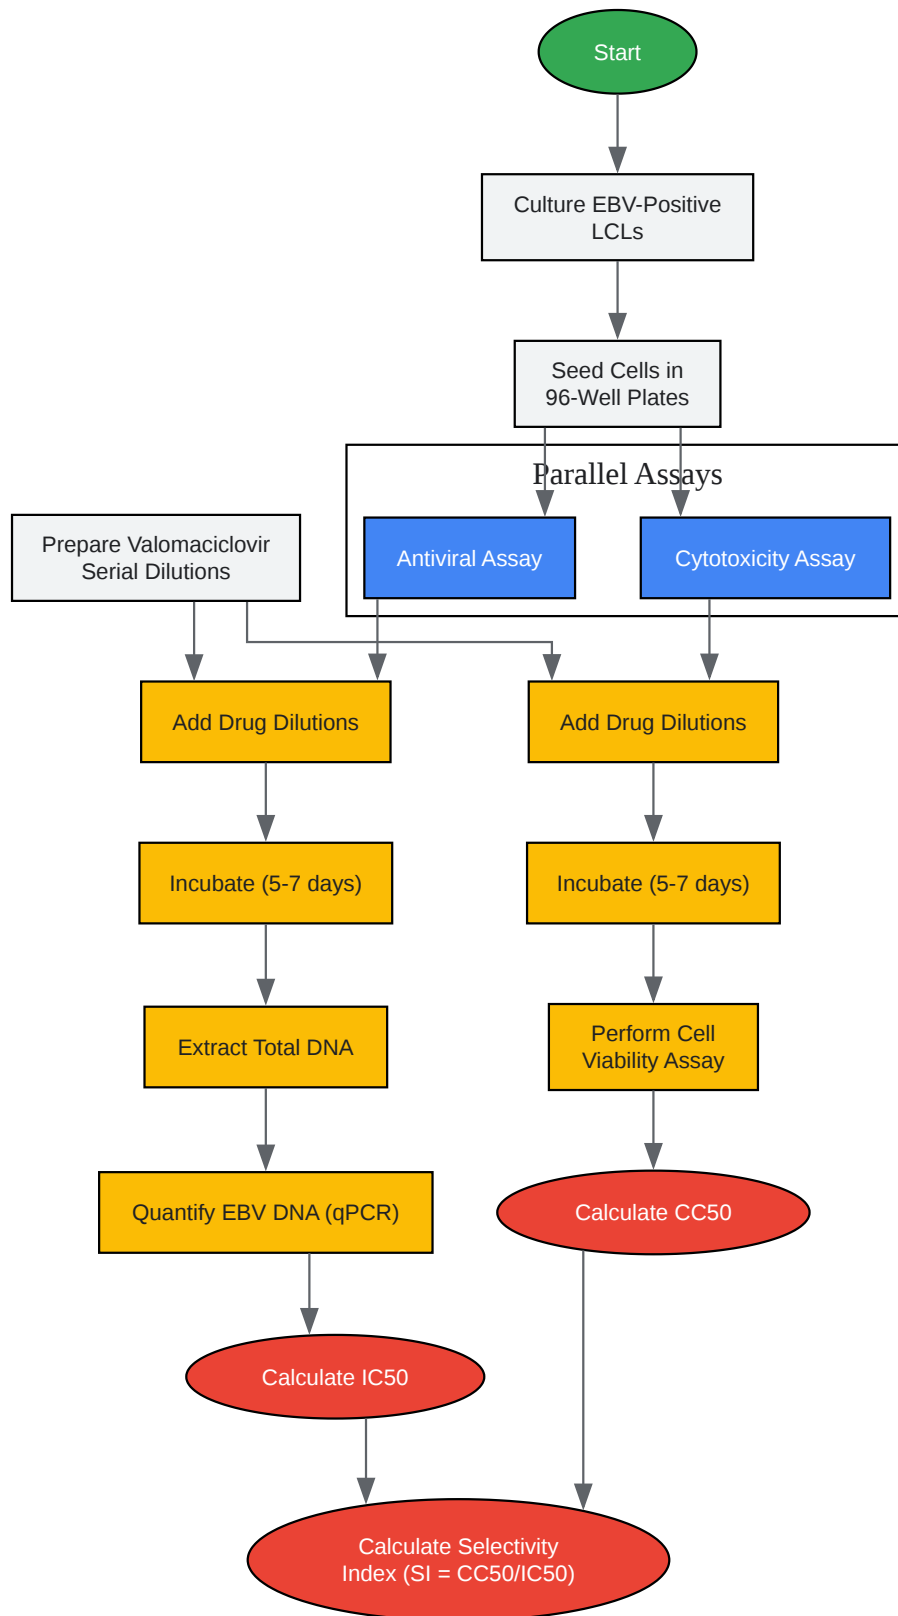 Start
Culture EBV-Positive
LCLs
Seed Cells in
96-Well Plates
Parallel Assays
Prepare Valomaciclovir
Serial Dilutions
Antiviral Assay
Cytotoxicity Assay
Add Drug Dilutions
Add Drug Dilutions
Incubate (5-7 days)
Incubate (5-7 days)
Extract Total DNA
Perform Cell
Viability Assay
Quantify EBV DNA (qPCR)
Calculate CC50
Calculate IC50
Calculate Selectivity
Index (SI = CC50/IC50)